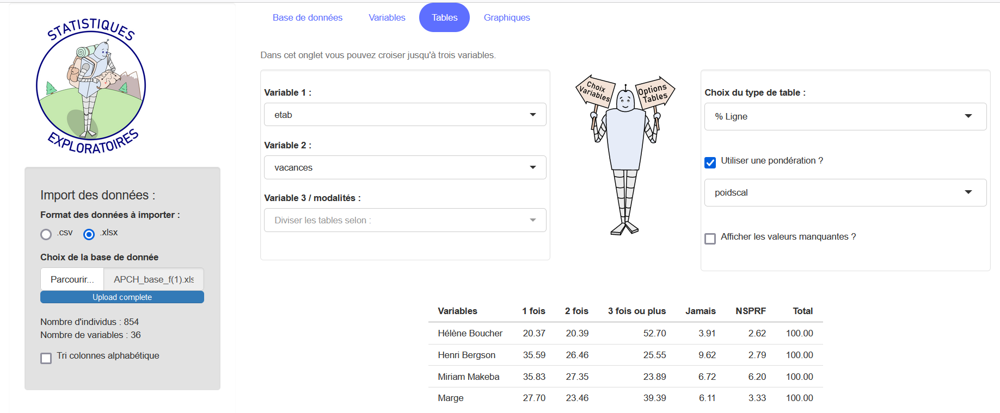 STATISTIQUES
EXPLORATOIRES
Import des données :
Format des données à importer :
.csv .xlsx
Choix de la base de donnée
Parcourir... APCH_base_f(1).xls
Upload complete
Nombre d'individus : 854
Nombre de variables : 36
Tri colonnes alphabétique
Base de données Variables Tables Graphiques
Dans cet onglet vous pouvez croiser jusqu'à trois variables.
Variable 1 :
etab
Variable 2 :
vacances
Variable 3 / modalités :
Diviser les tables selon :
Choix
Variables
Options
Tables
Choix du type de table :
% Ligne
Utiliser une pondération ?
poidscal
Afficher les valeurs manquantes ?
Variables 1 fois 2 fois 3 fois ou plus Jamais NSPRF Total
Hélène Boucher 20.37 20.39 52.70 3.91 2.62 100.00
Henri Bergson 35.59 26.46 25.55 9.62 2.79 100.00
Miriam Makeba 35.83 27.35 23.89 6.72 6.20 100.00
Marge 27.70 23.46 39.39 6.11 3.33 100.00